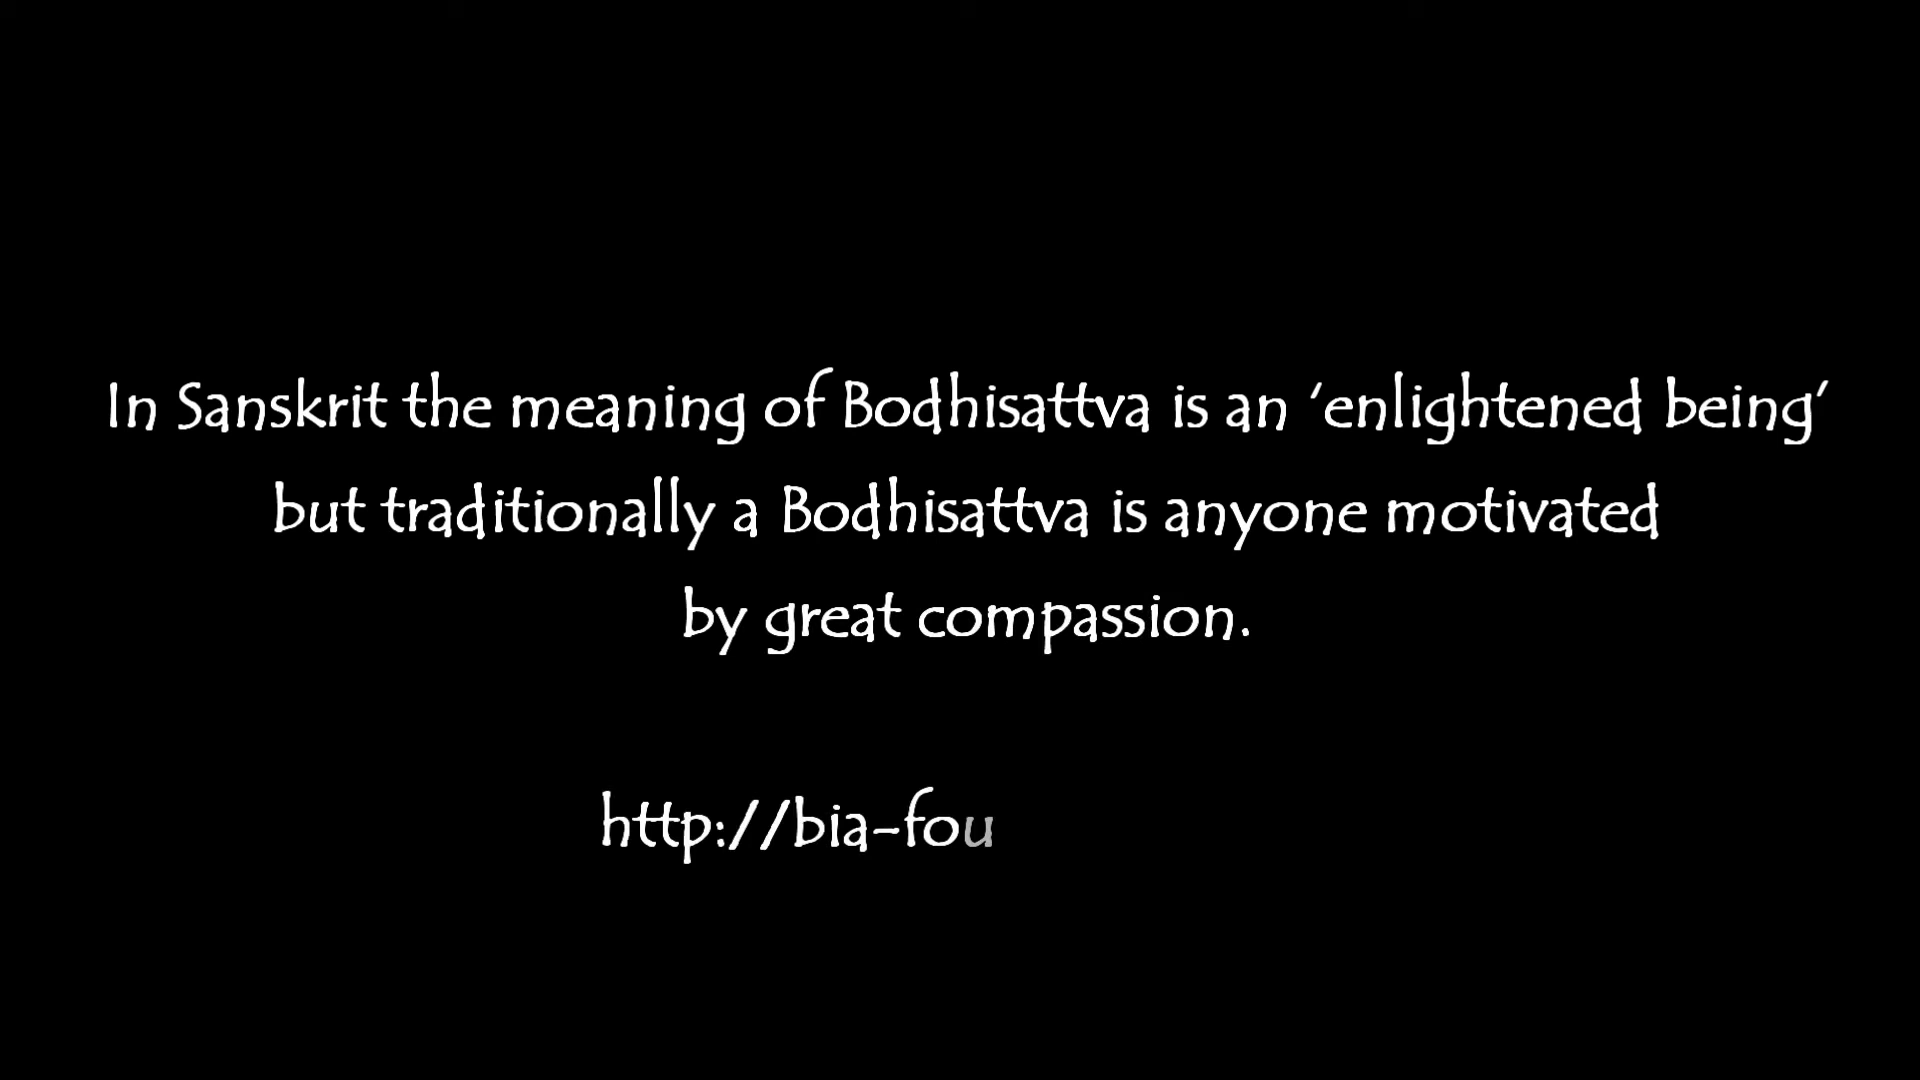 In Sanskrit the meaning of Bodhisattva is an ‘enlightened being’
but traditionally a Bodhisattva is anyone motivated
by great compassion.
http://bia-fou